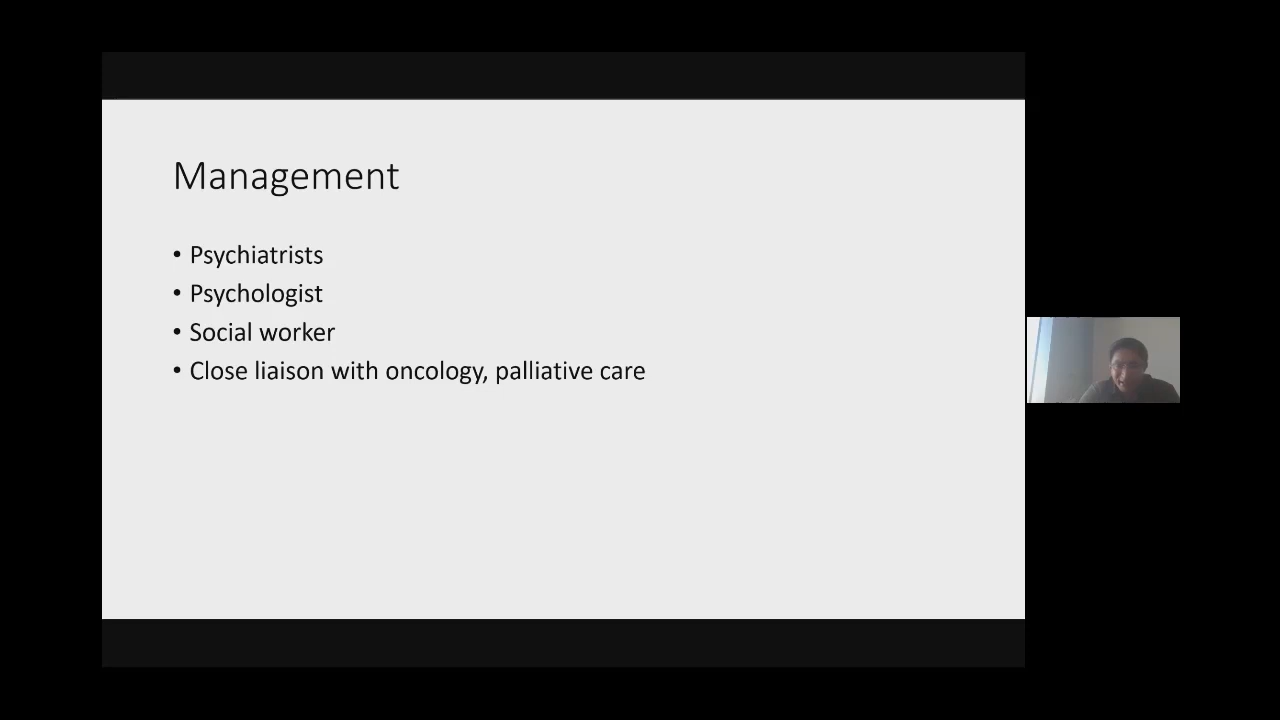 Management
• Psychiatrists
• Psychologist
• Social worker
• Close liaison with oncology, palliative care